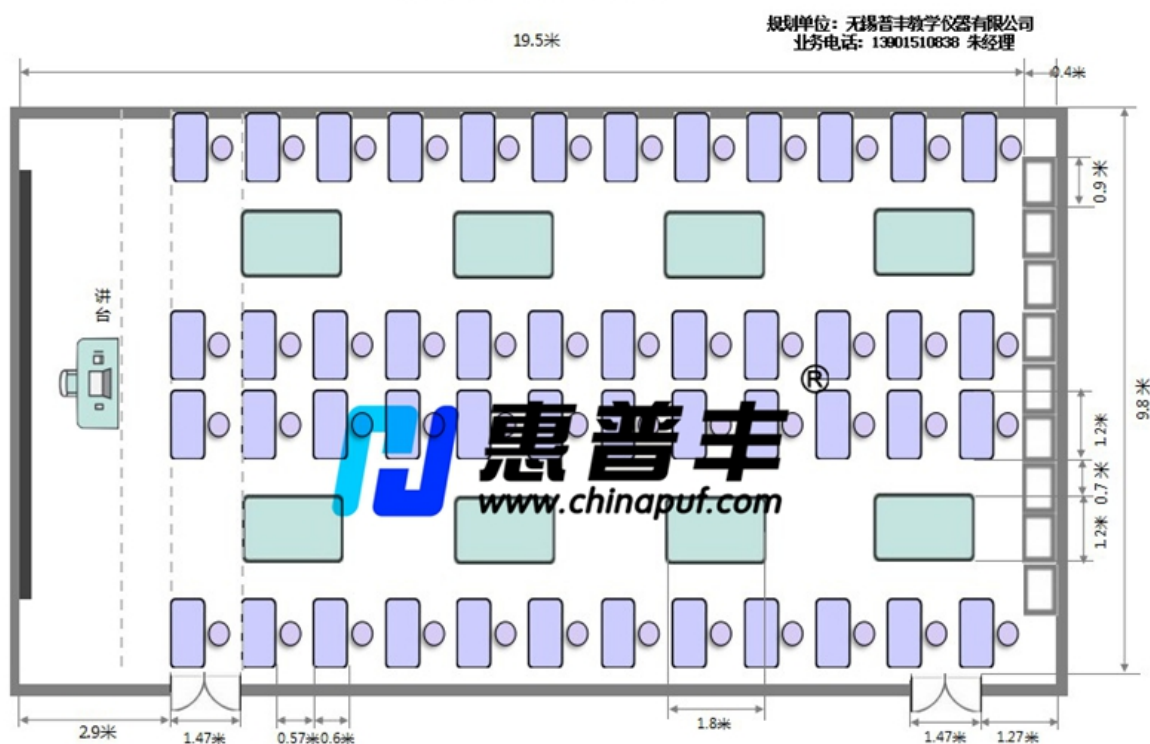 规划单位：无锡普丰教学仪器有限公司
业务电话：13901510838 朱经理
19.5米
0.4米
0.9 米
讲台
9.8 米
®
惠普丰
www.chinapuf.com
1.2米
0.7 米
1.2米
2.9米
1.47米
0.57米
0.6米
1.8米
1.47米
1.27米